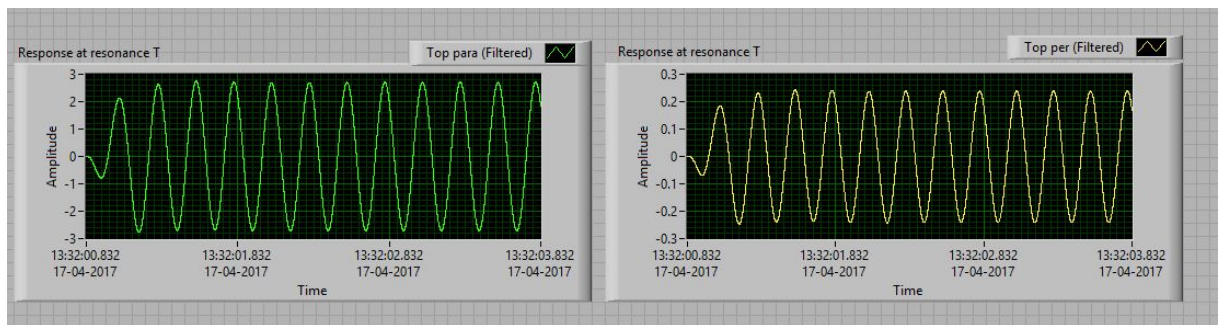 Response at resonance T
Top para (Filtered)
3
2
1
0
-1
-2
-3
Amplitude
13:32:00.832 13:32:01.832 13:32:02.832 13:32:03.832
17-04-2017 17-04-2017 17-04-2017 17-04-2017
Time
Response at resonance T
Top per (Filtered)
0.3
0.2
0.1
0
-0.1
-0.2
-0.3
Amplitude
13:32:00.832 13:32:01.832 13:32:02.832 13:32:03.832
17-04-2017 17-04-2017 17-04-2017 17-04-2017
Time